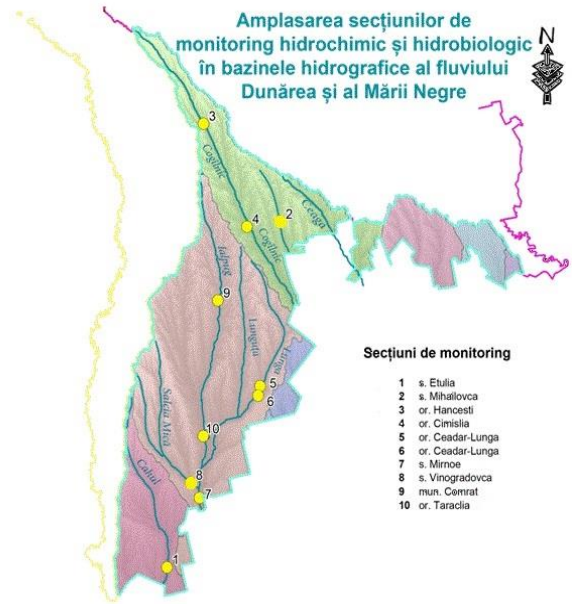 Amplasarea secțiunilor de
monitoring hidrochimic și hidrobiologic
în bazinele hidrografice al fluviului
Dunărea și al Mării Negre
N
3
Cogîlnic
4
2
Cogîlnic
Ceaga
Ialpug
9
Lunguța
Lunga
5
6
Salcia Mică
10
8
7
Cahul
1
Secțiuni de monitoring
1 s. Etulia
2 s. Mihailovca
3 or. Hancesti
4 or. Cimislia
5 or. Ceadar-Lunga
6 or. Ceadar-Lunga
7 s. Mirnoe
8 s. Vinogradovca
9 mun. Comrat
10 or. Taraclia